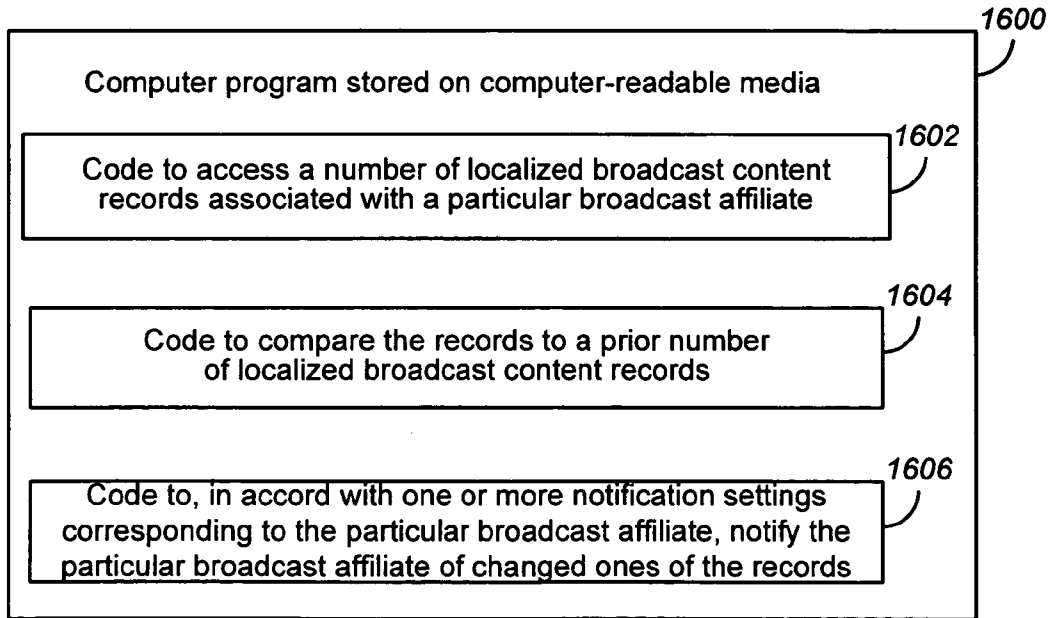 1600
Computer program stored on computer-readable media
1602
Code to access a number of localized broadcast content
records associated with a particular broadcast affiliate
1604
Code to compare the records to a prior number
of localized broadcast content records
1606
Code to, in accord with one or more notification settings
corresponding to the particular broadcast affiliate, notify the
particular broadcast affiliate of changed ones of the records